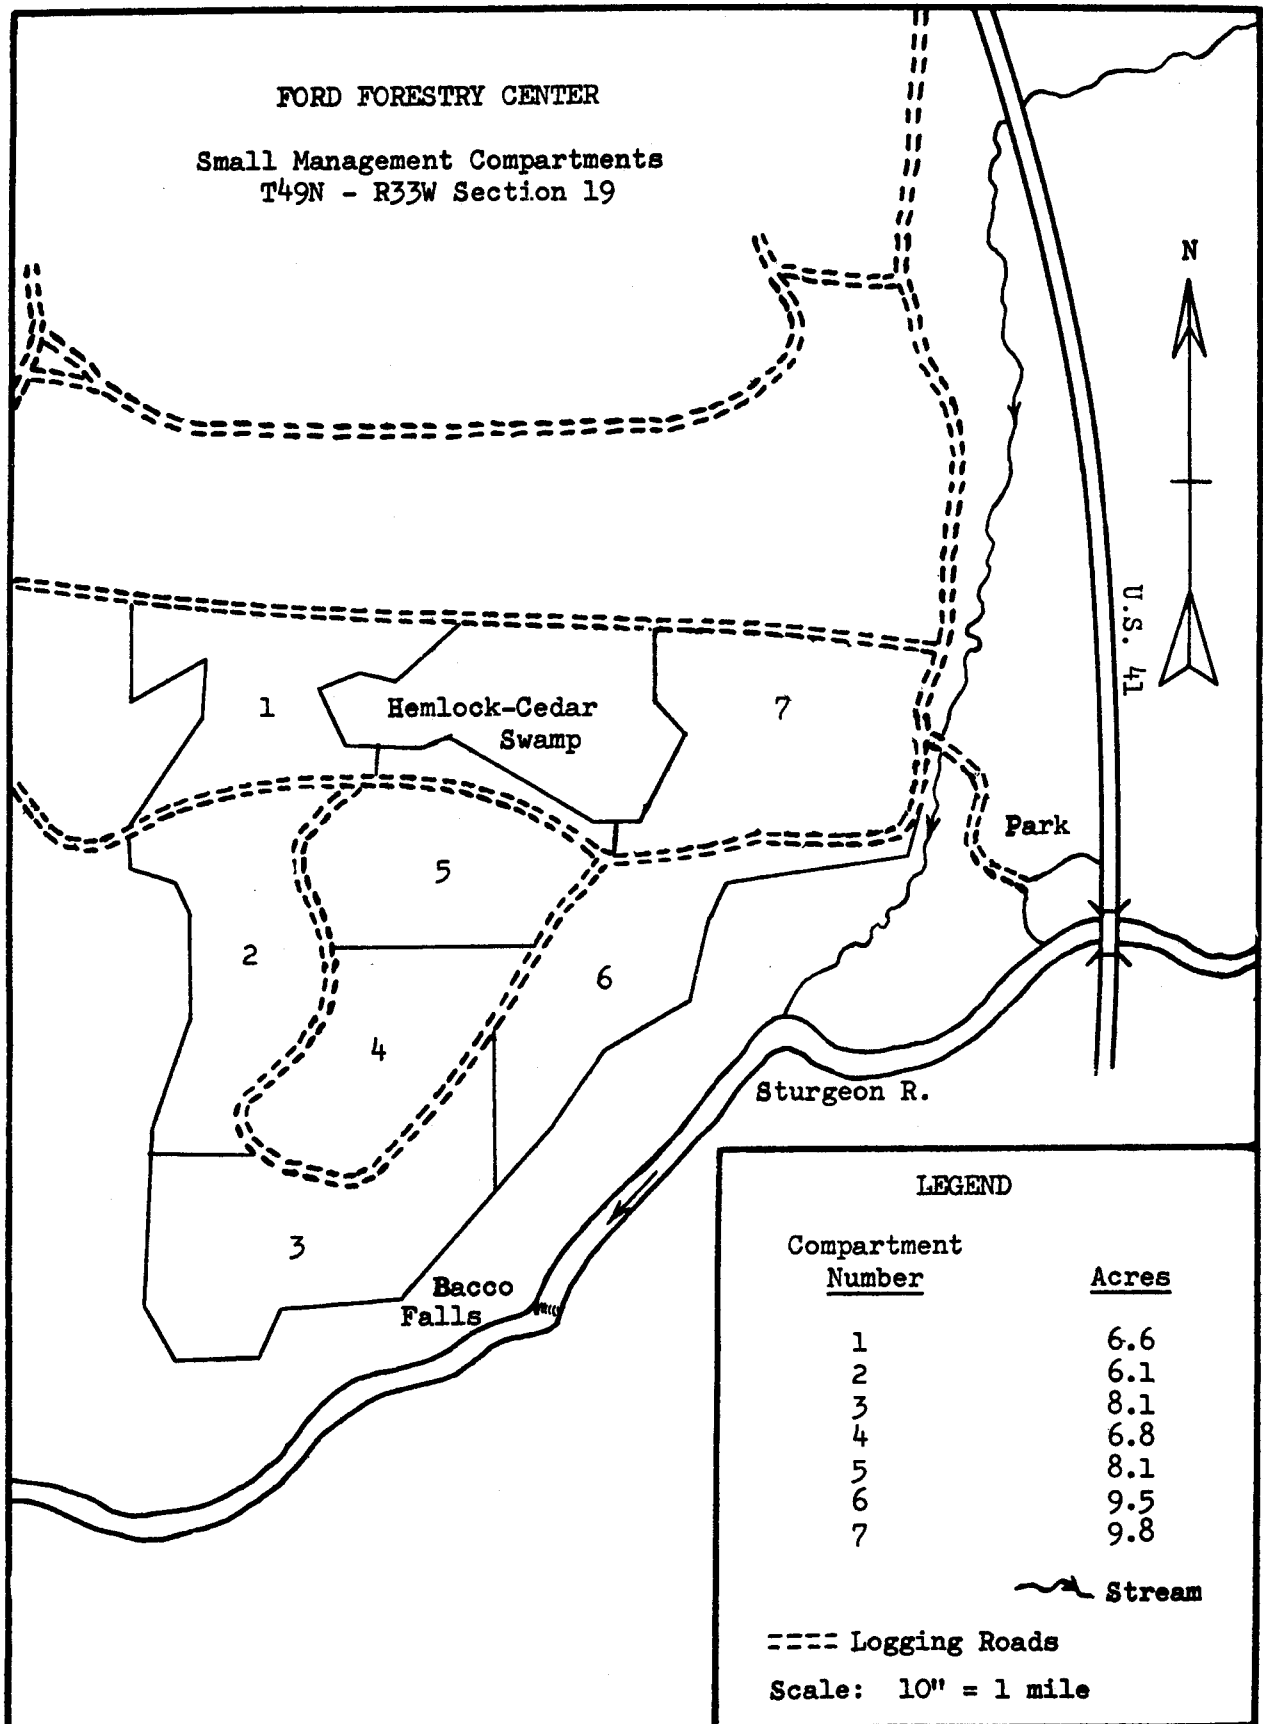 FORD FORESTRY CENTER
Small Management Compartments
T49N - R33W Section 19
N
U.S. 41
1
Hemlock-Cedar
Swamp
7
Park
5
2
6
4
Sturgeon R.
3
Bacco
Falls
LEGEND
Compartment
Number Acres
1 6.6
2 6.1
3 8.1
4 6.8
5 8.1
6 9.5
7 9.8
Stream
Logging Roads
Scale: 10" = 1 mile